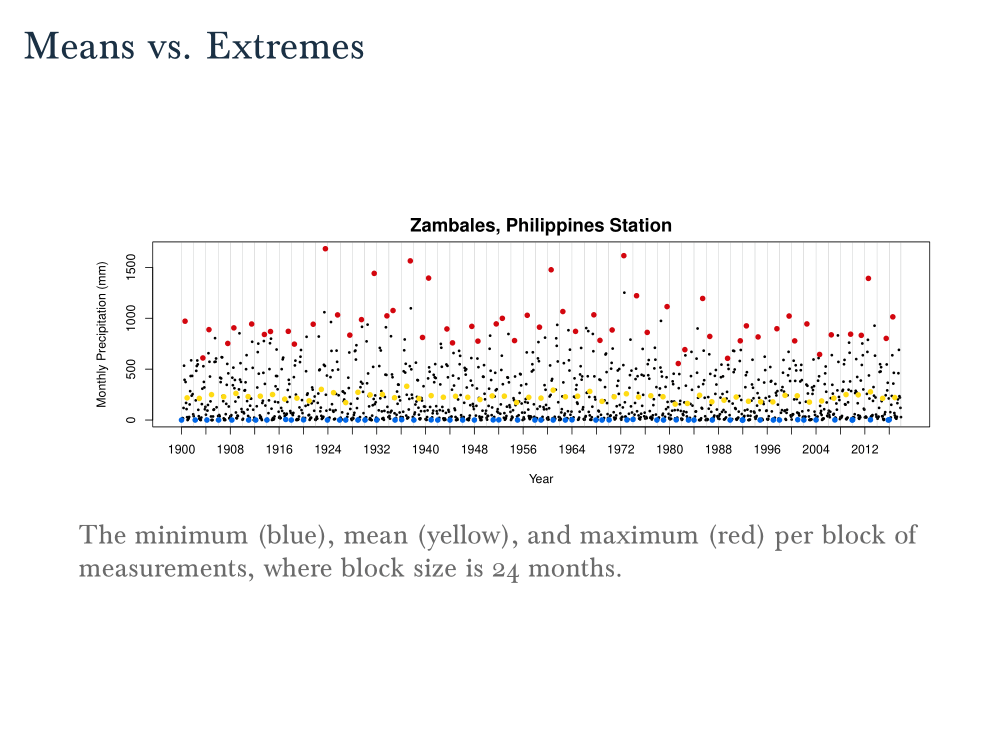 Means vs. Extremes
Zambales, Philippines Station
Monthly Precipitation (mm)
1500
1000
500
0
1900 1908 1916 1924 1932 1940 1948 1956 1964 1972 1980 1988 1996 2004 2012
Year
The minimum (blue), mean (yellow), and maximum (red) per block of
measurements, where block size is 24 months.